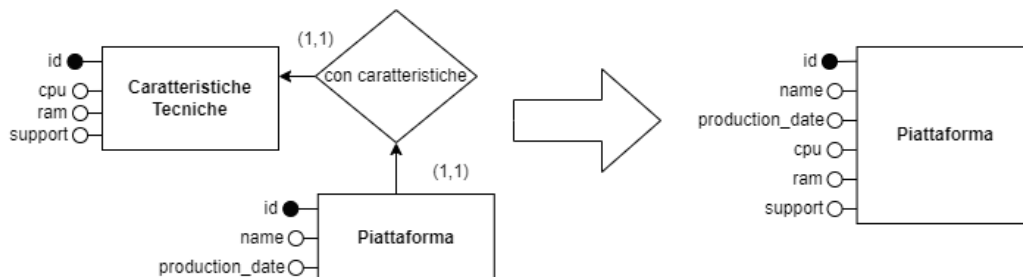 (1,1)
id
cpu
ram
support
Caratteristiche
Tecniche
con caratteristiche
(1,1)
id
name
production_date
Piattaforma
id
name
production_date
cpu
ram
support
Piattaforma